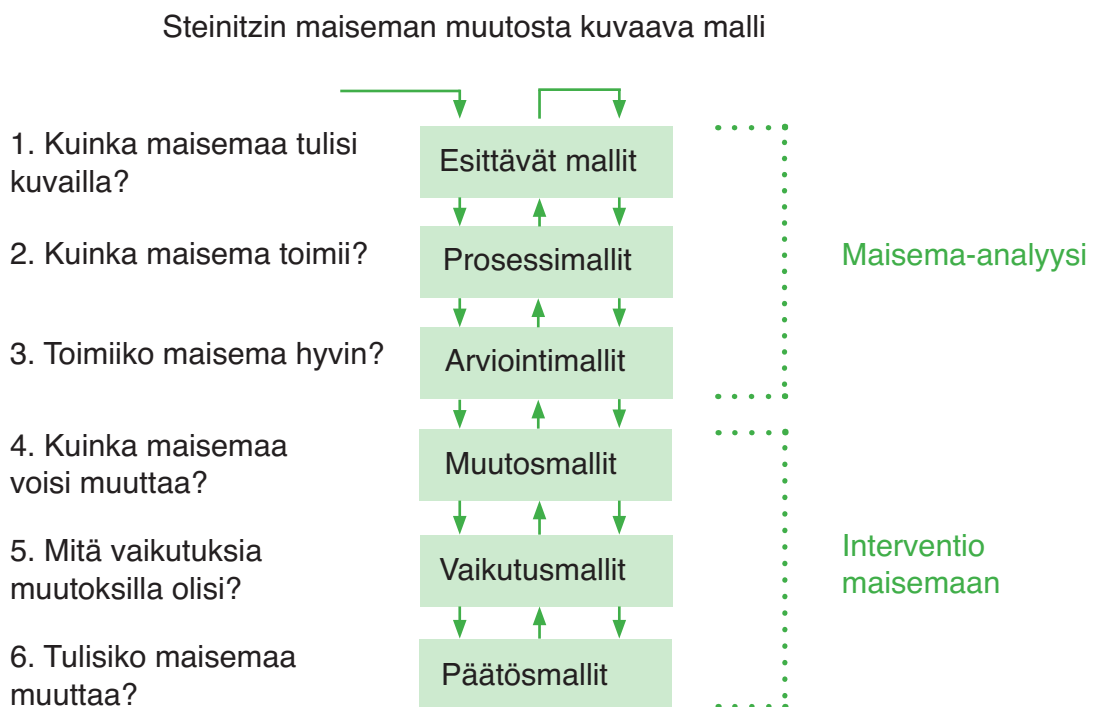 Steinitzin maiseman muutosta kuvaava malli
1. Kuinka maisemaa tulisi
kuvailla?
Esittävät mallit
2. Kuinka maisema toimii?
Prosessimallit
Maisema-analyysi
3. Toimiiko maisema hyvin?
Arviointimallit
4. Kuinka maisemaa
voisi muuttaa?
Muutosmallit
5. Mitä vaikutuksia
muutoksilla olisi?
Vaikutusmallit
Interventio
maisemaan
6. Tulisiko maisemaa
muuttaa?
Päätösmallit